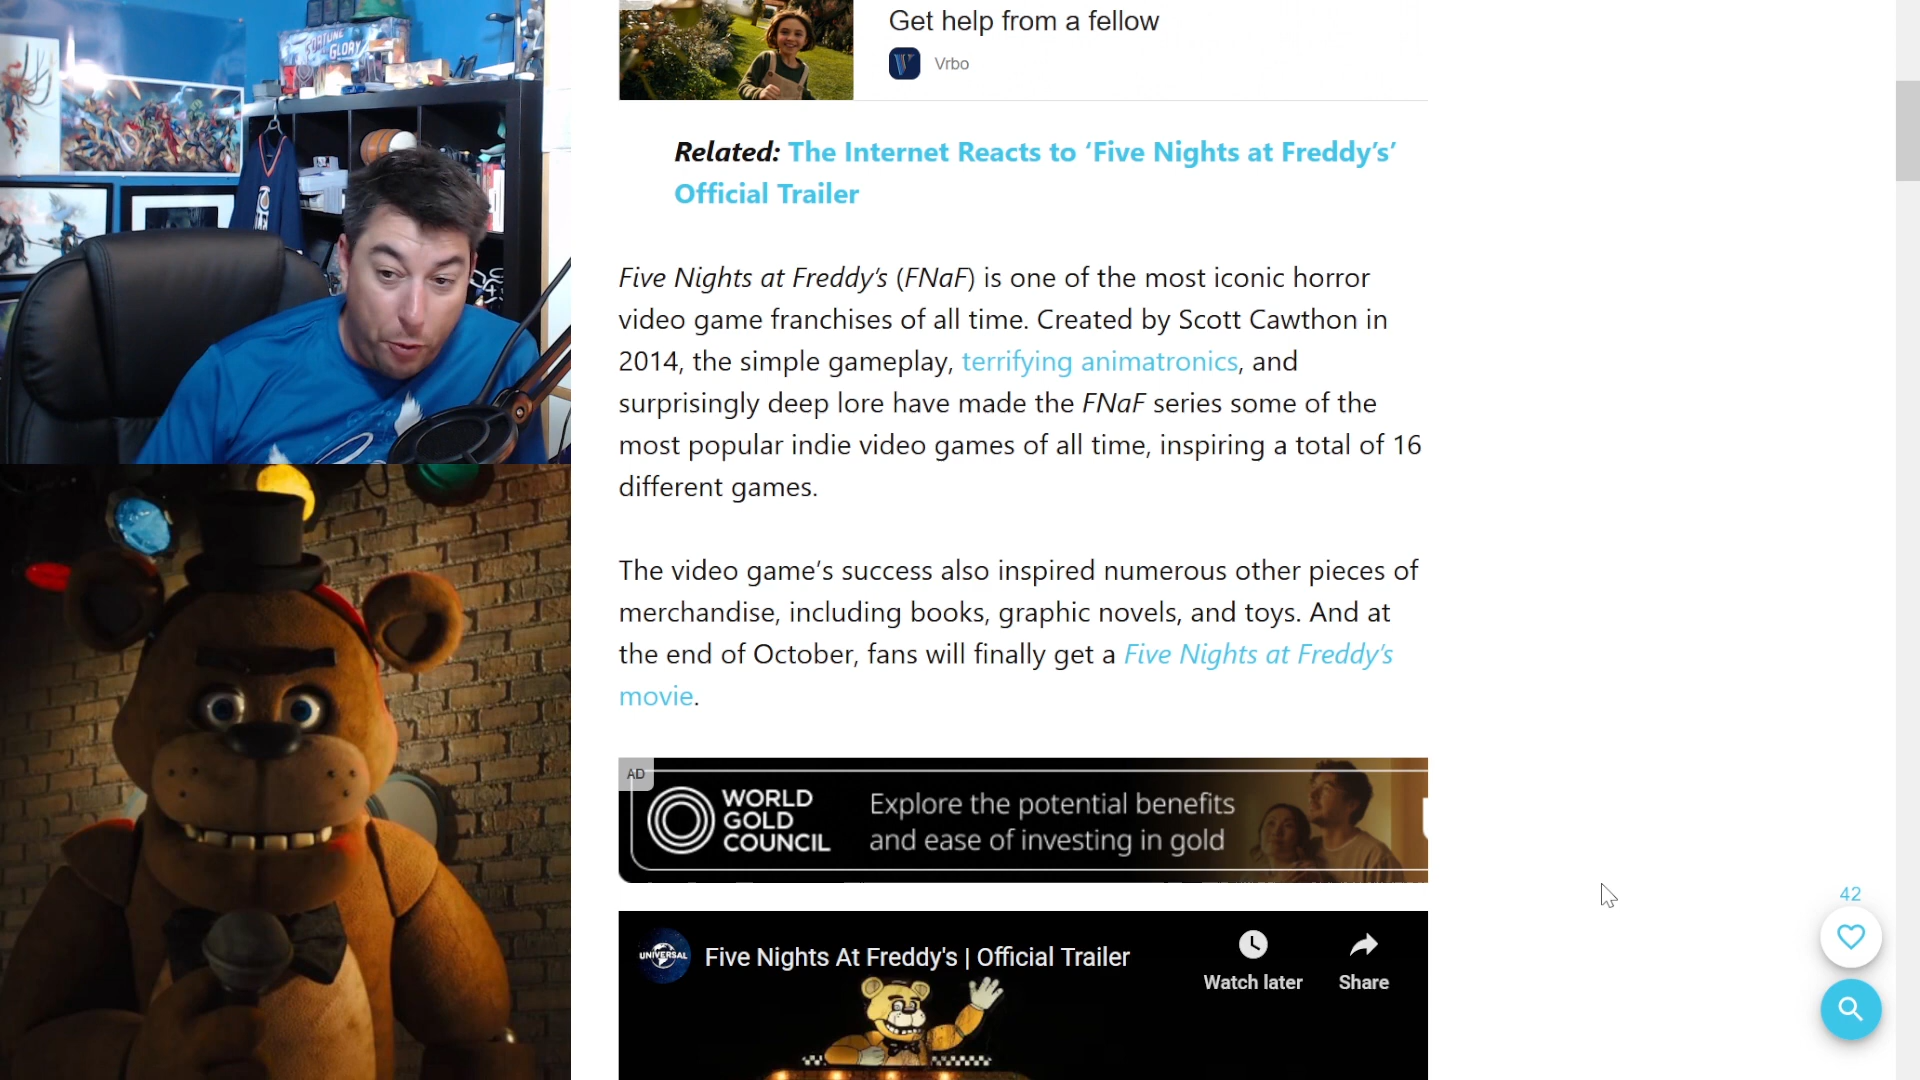 FORTUNE
GLORY
Get help from a fellow
Vrbo
Related: The Internet Reacts to ‘Five Nights at Freddy’s’
Official Trailer
Five Nights at Freddy’s (FNaF) is one of the most iconic horror
video game franchises of all time. Created by Scott Cawthon in
2014, the simple gameplay, terrifying animatronics, and
surprisingly deep lore have made the FNaF series some of the
most popular indie video games of all time, inspiring a total of 16
different games.
The video game’s success also inspired numerous other pieces of
merchandise, including books, graphic novels, and toys. And at
the end of October, fans will finally get a Five Nights at Freddy’s
movie.
AD
WORLD
GOLD
COUNCIL
Explore the potential benefits
and ease of investing in gold
UNIVERSAL
Five Nights At Freddy's | Official Trailer
Watch later
Share
42